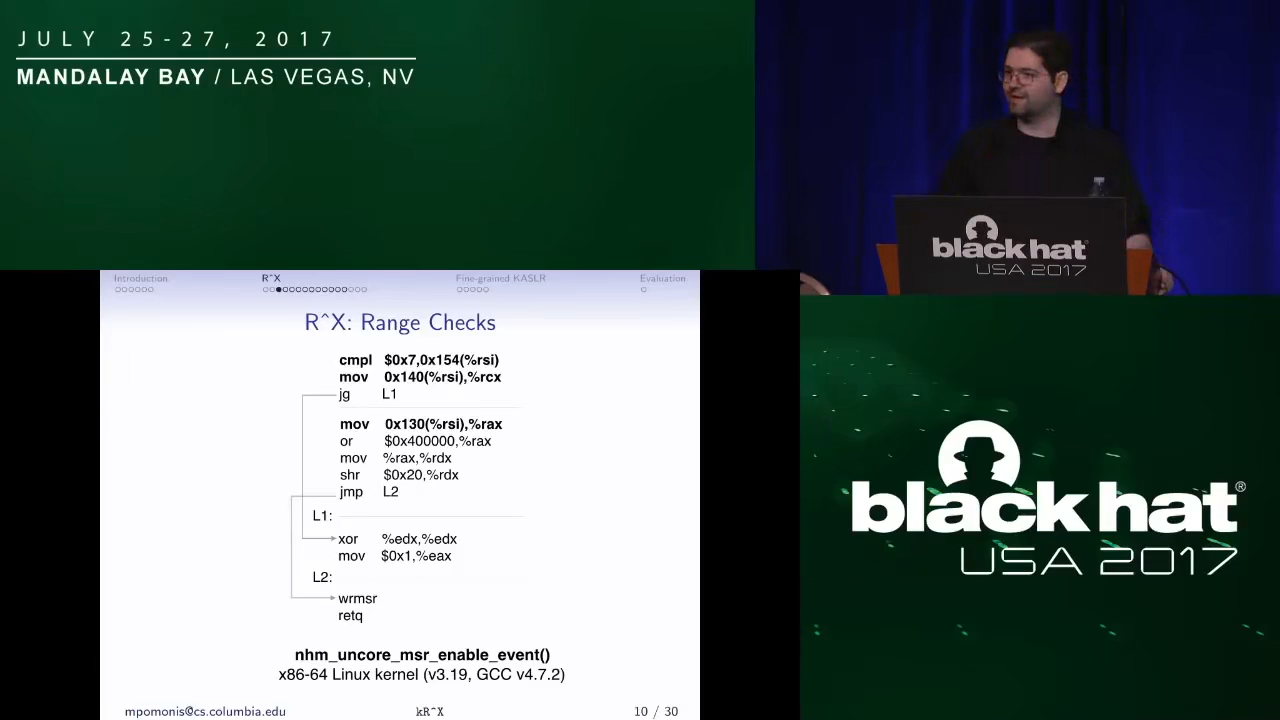 JULY 25-27, 2017
MANDALAY BAY / LAS VEGAS, NV
black hat
USA 2017
Introduction R^X Fine-grained KASLR Evaluation
R^X: Range Checks
cmpl $0x7,0x154(%rsi)
mov 0x140(%rsi),%rcx
jg L1
mov 0x130(%rsi),%rax
or $0x400000,%rax
mov %rax,%rdx
shr $0x20,%rdx
jmp L2
L1:
xor %edx,%edx
mov $0x1,%eax
L2:
wrmsr
retq
nhm_uncore_msr_enable_event()
x86-64 Linux kernel (v3.19, GCC v4.7.2)
mpomonis@cs.columbia.edu kR^X 10 / 30
black hat®
USA 2017